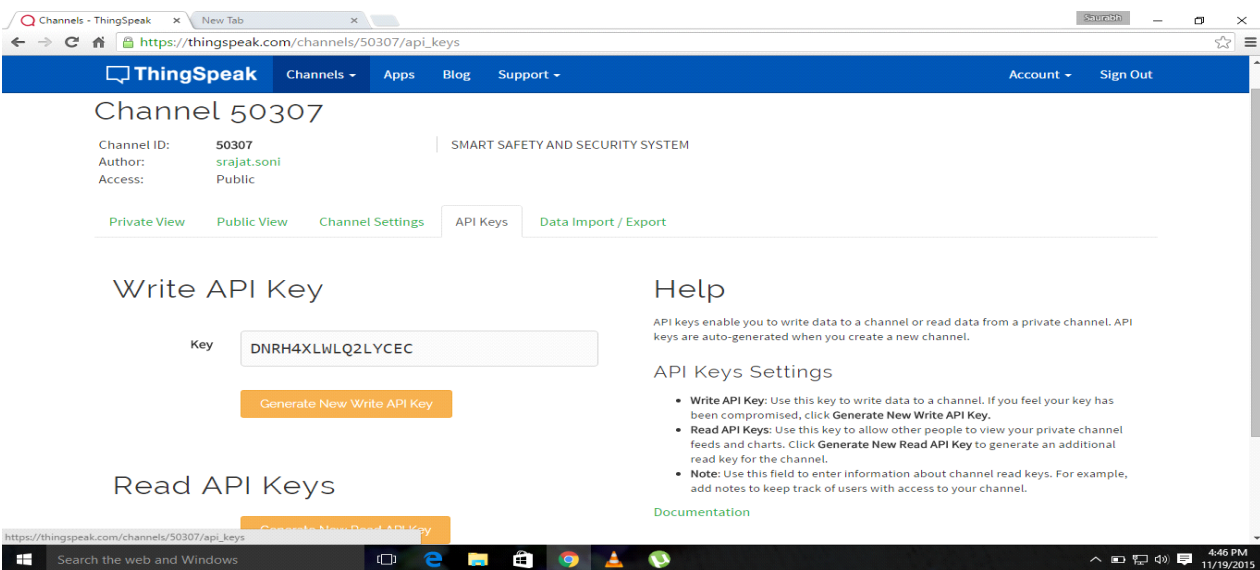 Channels - ThingSpeak
New Tab
Saurabh
https://thingspeak.com/channels/50307/api_keys
ThingSpeak Channels Apps Blog Support Account Sign Out
Channel 50307
Channel ID: 50307
SMART SAFETY AND SECURITY SYSTEM
Author: srajat.soni
Access: Public
Private View Public View Channel Settings API Keys Data Import / Export
Write API Key
Key DNRH4XLWLQ2LYCEC
Generate New Write API Key
Read API Keys
Generate New Read API Key
Help
API keys enable you to write data to a channel or read data from a private channel. API
keys are auto-generated when you create a new channel.
API Keys Settings
• Write API Key: Use this key to write data to a channel. If you feel your key has
been compromised, click Generate New Write API Key.
• Read API Keys: Use this key to allow other people to view your private channel
feeds and charts. Click Generate New Read API Key to generate an additional
read key for the channel.
• Note: Use this field to enter information about channel read keys. For example,
add notes to keep track of users with access to your channel.
Documentation
https://thingspeak.com/channels/50307/api_keys
Search the web and Windows
4:46 PM
11/19/2015